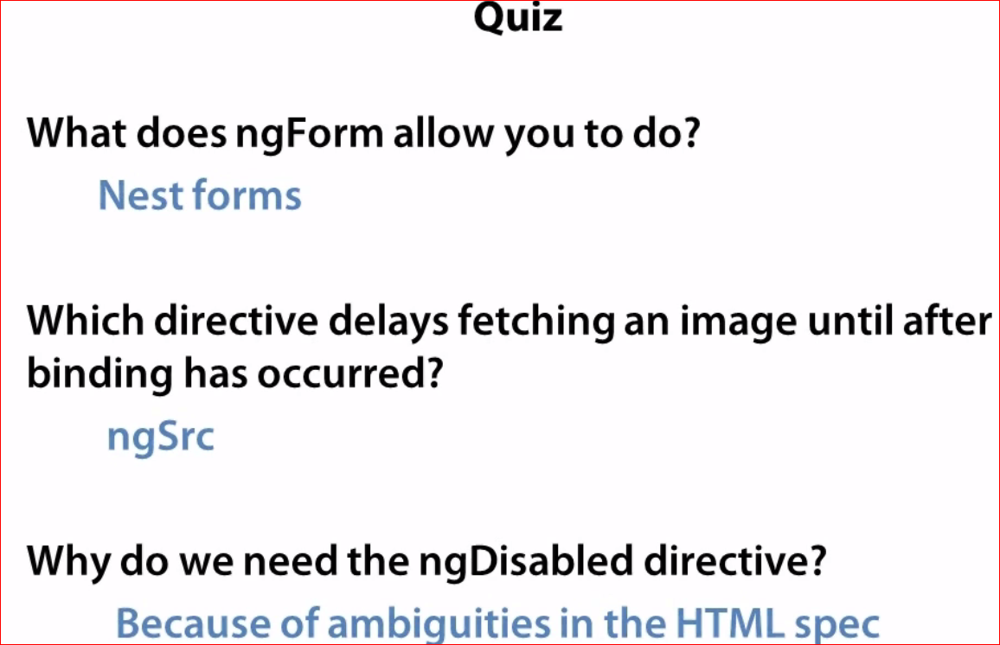 Quiz
What does ngForm allow you to do?
Nest forms
Which directive delays fetching an image until after
binding has occurred?
ngSrc
Why do we need the ngDisabled directive?
Because of ambiguities in the HTML spec